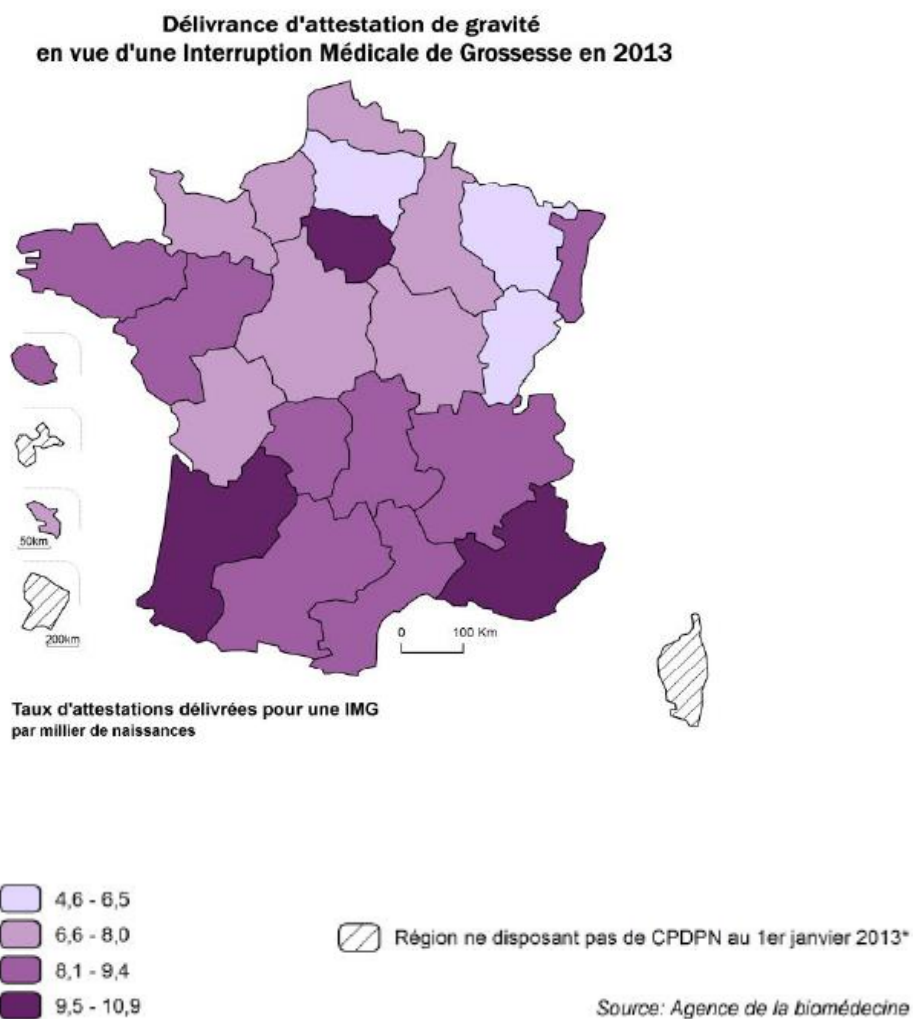 Délivrance d'attestation de gravité
en vue d'une Interruption Médicale de Grossesse en 2013
50km
200km
0 100 Km
Taux d'attestations délivrées pour une IMG
par millier de naissances
4,6 - 6,5
6,6 - 8,0
8,1 - 9,4
9,5 - 10,9
Région ne disposant pas de CPDPN au 1er janvier 2013*
Source: Agence de la biomédecine